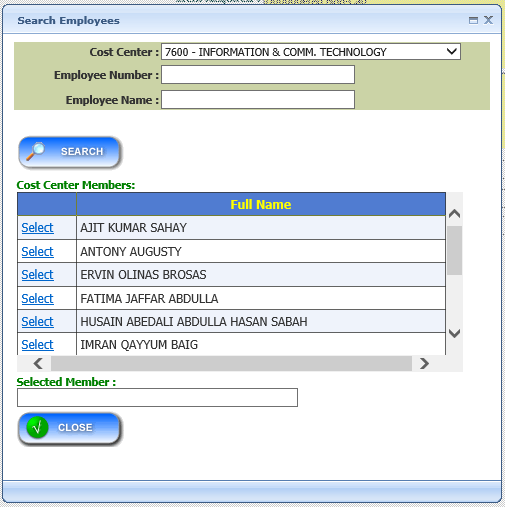 Search Employees
Cost Center : 7600 - INFORMATION & COMM. TECHNOLOGY
Employee Number :
Employee Name :
SEARCH
Cost Center Members:
Full Name
Select AJIT KUMAR SAHAY
Select ANTONY AUGUSTY
Select ERVIN OLINAS BROSAS
Select FATIMA JAFFAR ABDULLA
Select HUSAIN ABEDALI ABDULLA HASAN SABAH
Select IMRAN QAYYUM BAIG
Selected Member :
CLOSE